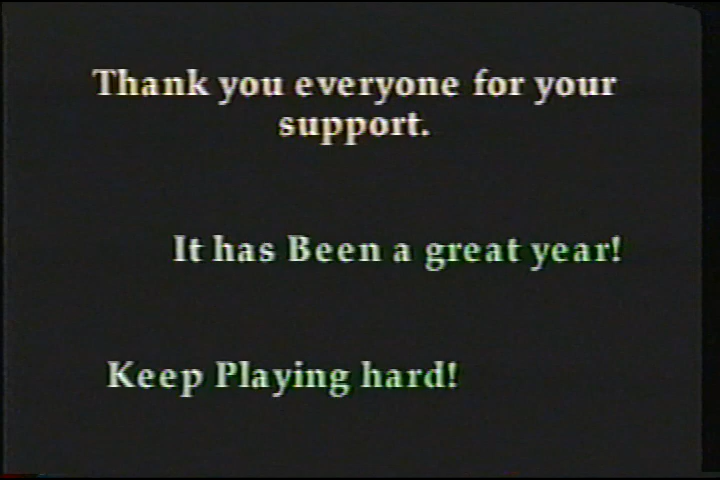 Thank you everyone for your
support.
It has Been a great year!
Keep Playing hard!